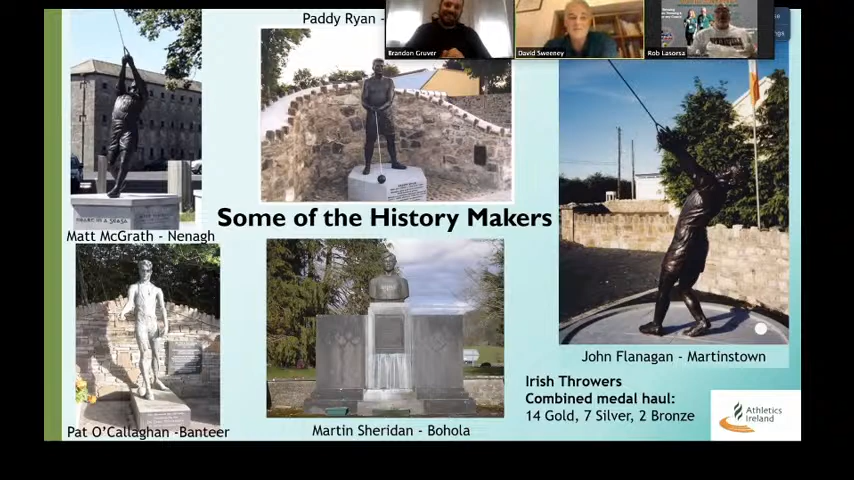 Paddy Ryan -
Brandon Gruver
David Sweeney
Rob Lasorsa
Some of the History Makers
Matt McGrath - Nenagh
John Flanagan - Martinstown
Irish Throwers
Combined medal haul:
14 Gold, 7 Silver, 2 Bronze
Athletics
Ireland
Pat O'Callaghan -Banteer
Martin Sheridan - Bohola